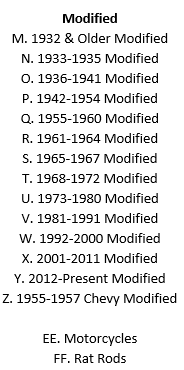 Modified
M. 1932 & Older Modified
N. 1933-1935 Modified
O. 1936-1941 Modified
P. 1942-1954 Modified
Q. 1955-1960 Modified
R. 1961-1964 Modified
S. 1965-1967 Modified
T. 1968-1972 Modified
U. 1973-1980 Modified
V. 1981-1991 Modified
W. 1992-2000 Modified
X. 2001-2011 Modified
Y. 2012-Present Modified
Z. 1955-1957 Chevy Modified
EE. Motorcycles
FF. Rat Rods